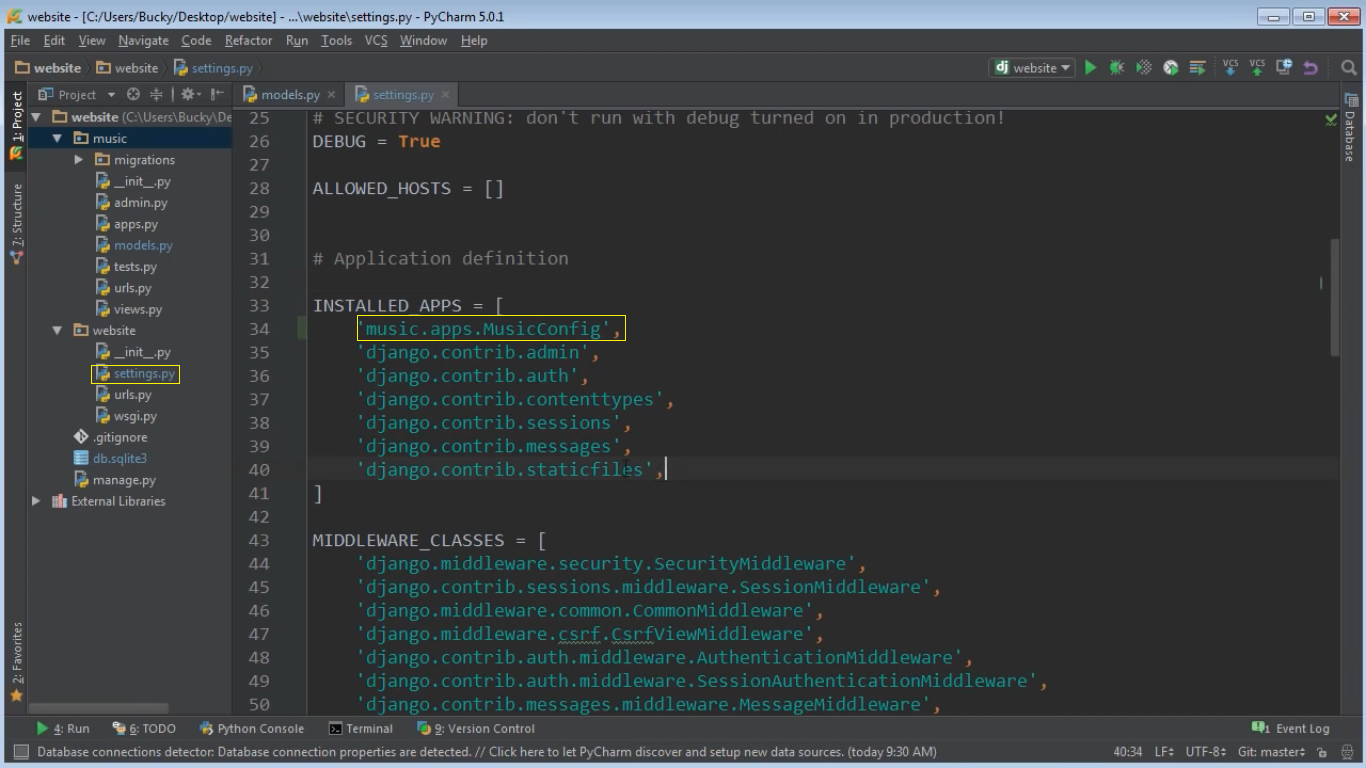 website - [C:/Users/Bucky/Desktop/website] - ...\website\settings.py - PyCharm 5.0.1
File Edit View Navigate Code Refactor Run Tools VCS Window Help
website website settings.py website VCS VCS
1: Project
7: Structure
2: Favorites
Project
website (C:\Users\Bucky\De
music
migrations
__init__.py
admin.py
apps.py
models.py
tests.py
urls.py
views.py
website
__init__.py
settings.py
urls.py
wsgi.py
.gitignore
db.sqlite3
manage.py
External Libraries
models.py settings.py
25 # SECURITY WARNING: don't run with debug turned on in production!
26 DEBUG = True
27
28 ALLOWED_HOSTS = []
29
30
31 # Application definition
32
33 INSTALLED_APPS = [
34 'music.apps.MusicConfig',
35 'django.contrib.admin',
36 'django.contrib.auth',
37 'django.contrib.contenttypes',
38 'django.contrib.sessions',
39 'django.contrib.messages',
40 'django.contrib.staticfiles',
41 ]
42
43 MIDDLEWARE_CLASSES = [
44 'django.middleware.security.SecurityMiddleware',
45 'django.contrib.sessions.middleware.SessionMiddleware',
46 'django.middleware.common.CommonMiddleware',
47 'django.middleware.csrf.CsrfViewMiddleware',
48 'django.contrib.auth.middleware.AuthenticationMiddleware',
49 'django.contrib.auth.middleware.SessionAuthenticationMiddleware',
50 'django.contrib.messages.middleware.MessageMiddleware',
Database
4: Run 6: TODO Python Console Terminal 9: Version Control 1 Event Log
Database connections detector: Database connection properties are detected. // Click here to let PyCharm discover and setup new data sources. (today 9:30 AM) 40:34 LF÷ UTF-8÷ Git: master÷